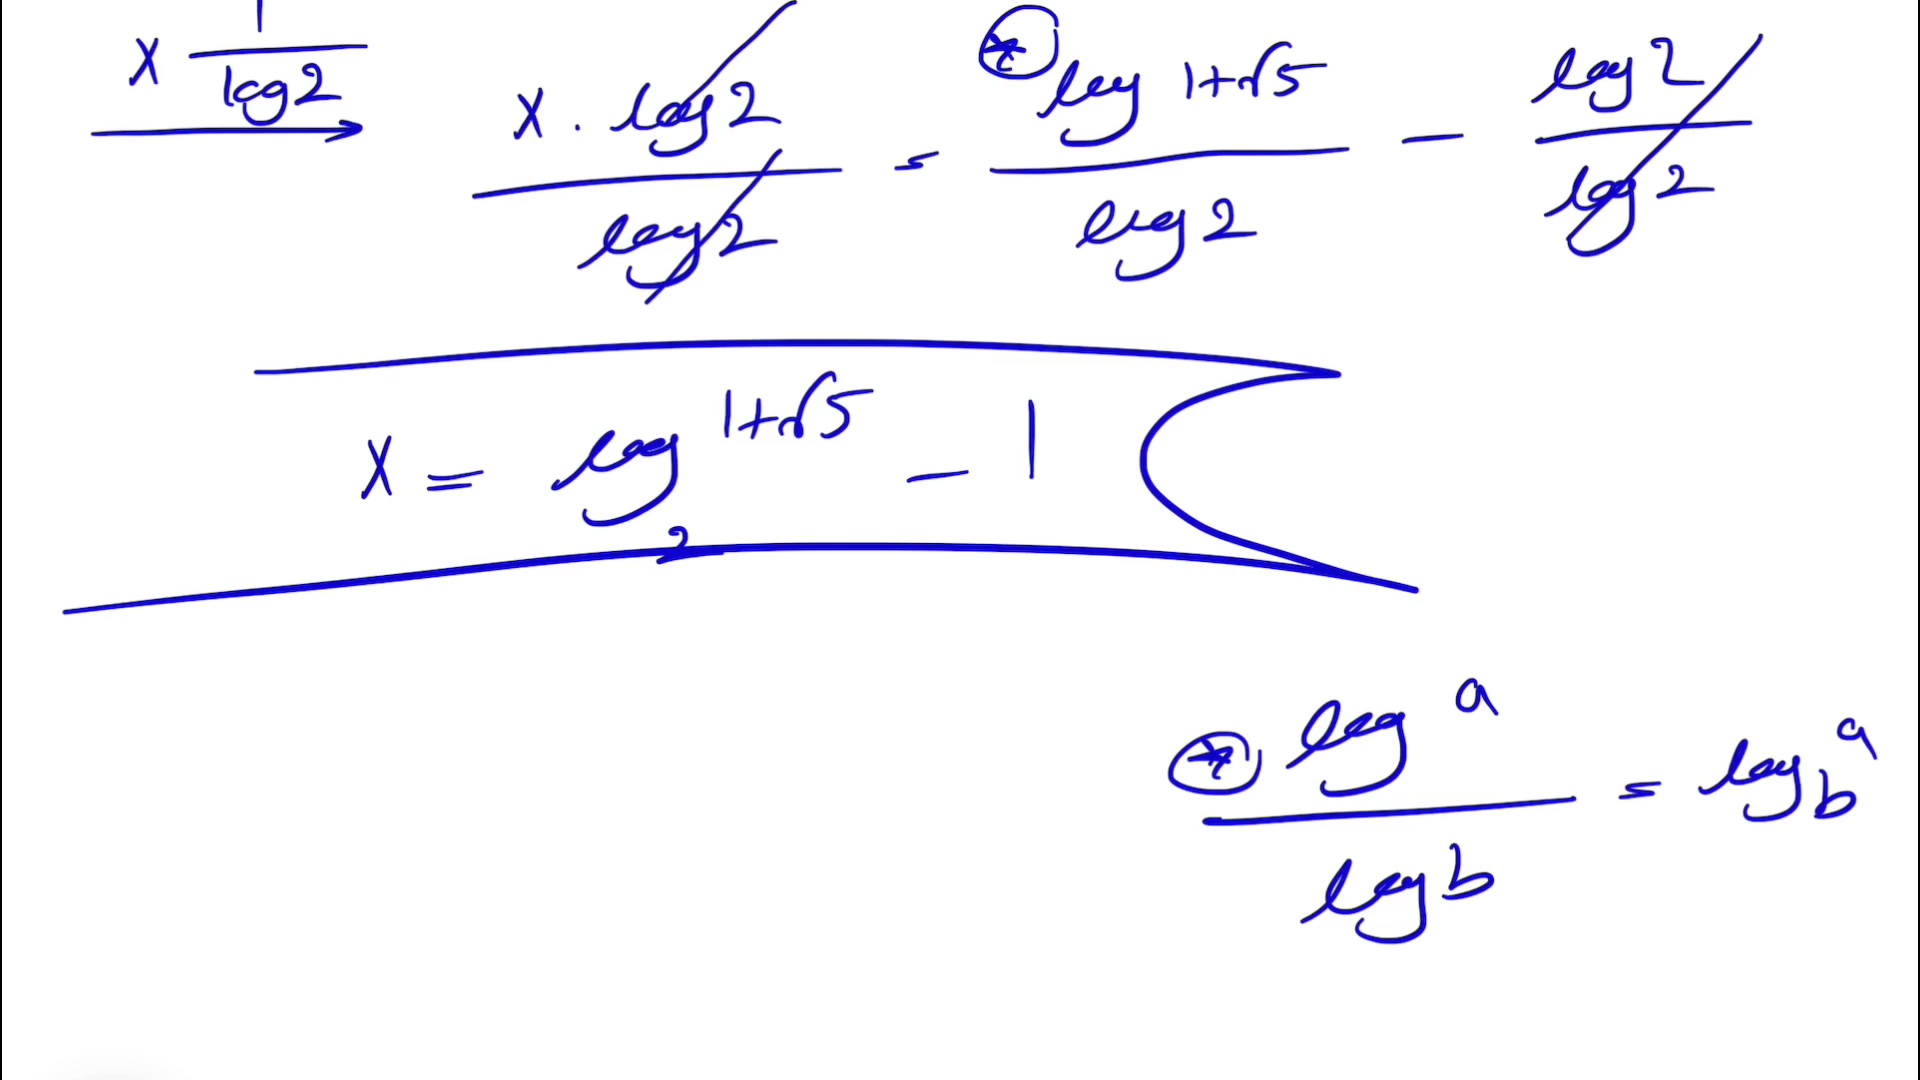 × 1/log2 → x · log2/log2 = * log 1+√5/log2 − log2/log2
x = log₂ 1+√5 − 1
* log a/log b = log_b a